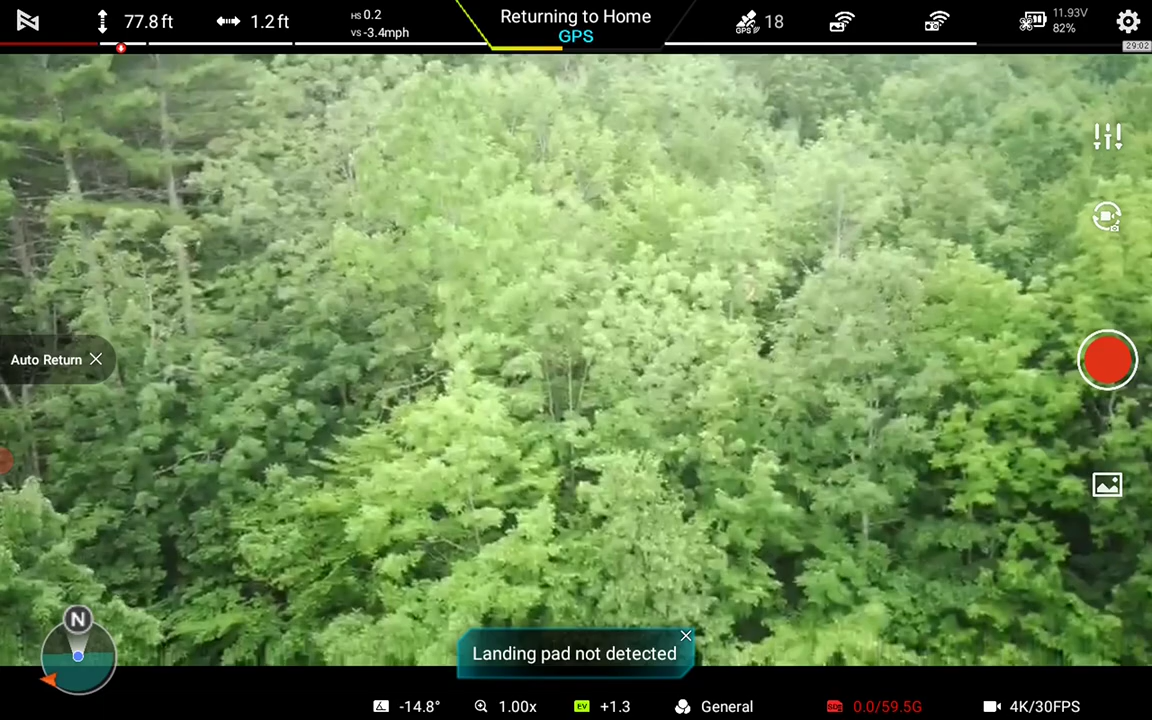 77.8 ft
1.2 ft
HS 0.2
VS -3.4mph
Returning to Home
GPS
GPS
18
11.93V
82%
29:02
Auto Return
N
Landing pad not detected
-14.8°
1.00x
EV
+1.3
General
0.0/59.5G
4K/30FPS